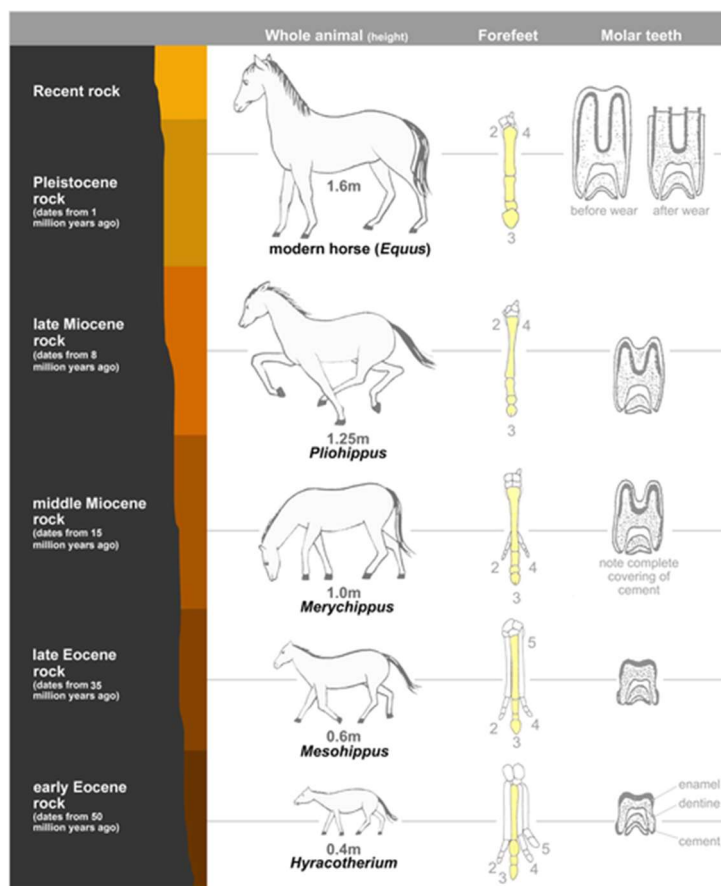 Whole animal (height) Forefeet Molar teeth
Recent rock
2 4
3
1.6m
before wear after wear
modern horse (Equus)
Pleistocene
rock
(dates from 1
million years ago)
late Miocene
rock
(dates from 8
million years ago)
2 4
3
1.25m
Pliohippus
middle Miocene
rock
(dates from 15
million years ago)
2 4
3
note complete
covering of
cement
1.0m
Merychippus
late Eocene
rock
(dates from 35
million years ago)
5
2 4
3
0.6m
Mesohippus
early Eocene
rock
(dates from 50
million years ago)
enamel
dentine
cement
5
2 4
3
0.4m
Hyracotherium